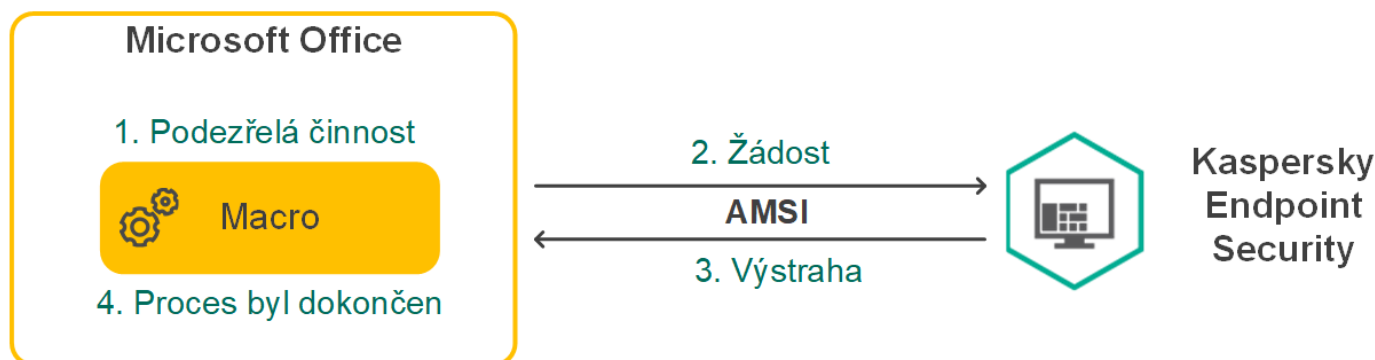 Microsoft Office
1. Podezřelá činnost
Macro
4. Proces byl dokončen
2. Žádost
AMSI
3. Výstraha
Kaspersky
Endpoint
Security